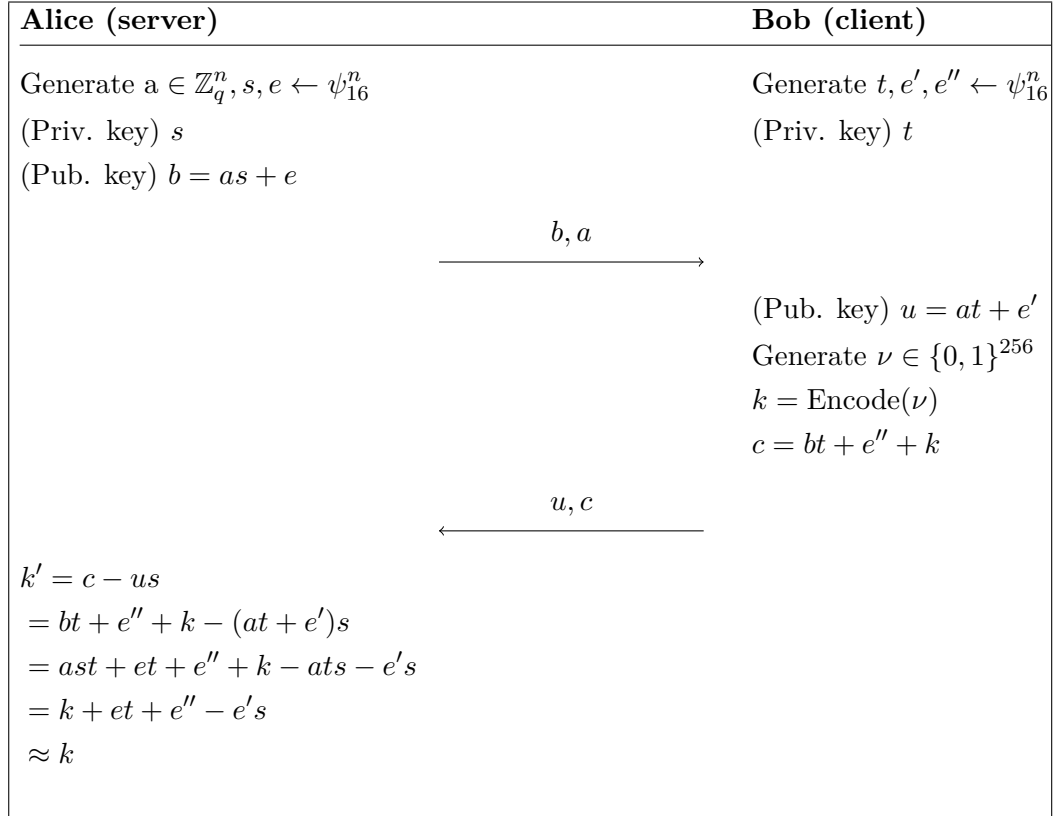 Alice (server) Bob (client)
Generate a ∈ ℤ_q^n, s, e ← ψ_16^n Generate t, e′, e′′ ← ψ_16^n
(Priv. key) s (Priv. key) t
(Pub. key) b = as + e
b, a
(Pub. key) u = at + e′
Generate ν ∈ {0, 1}^256
k = Encode(ν)
c = bt + e′′ + k
u, c
k′ = c − us
= bt + e′′ + k − (at + e′)s
= ast + et + e′′ + k − ats − e′s
= k + et + e′′ − e′s
≈ k